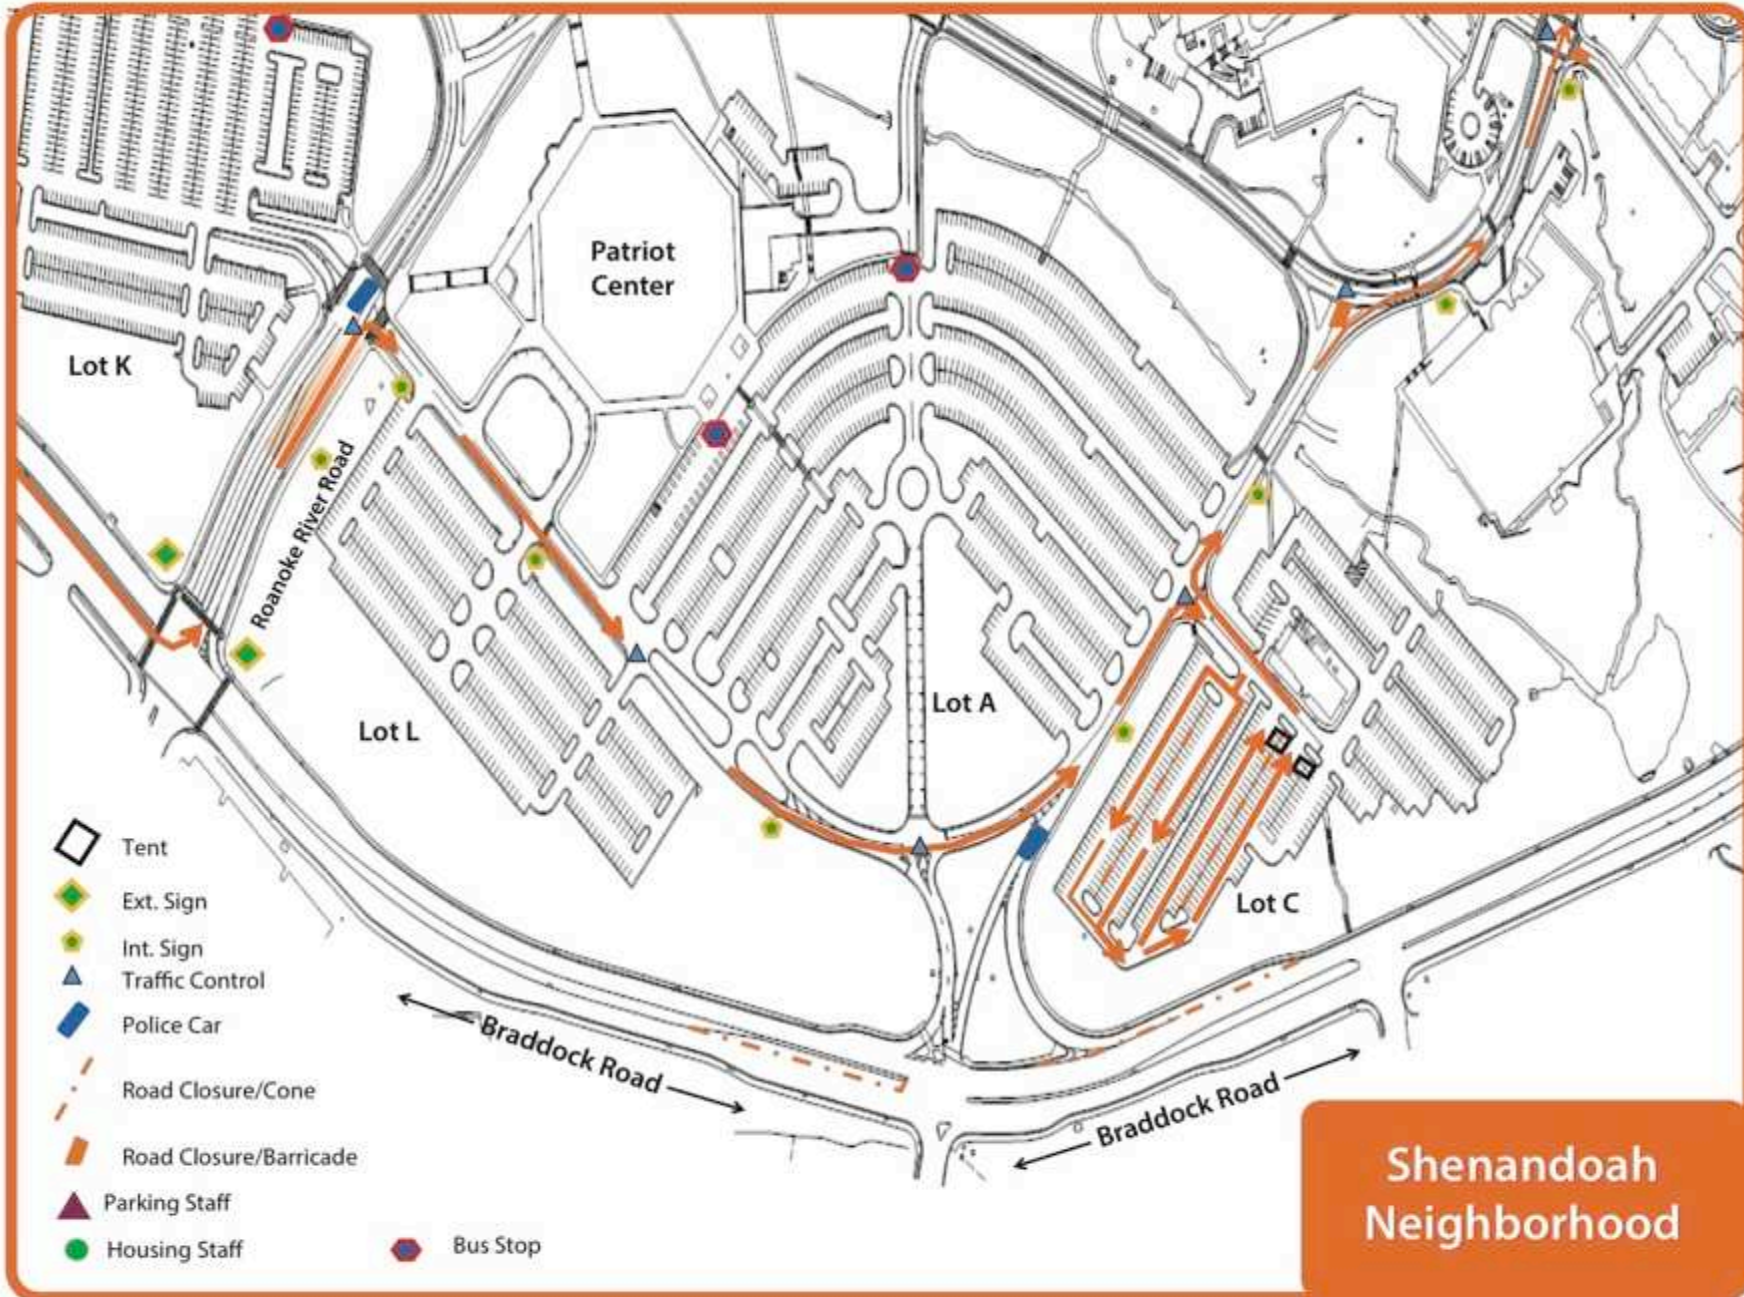 Patriot
Center
Lot K
Roanoke River Road
Lot A
Lot L
Lot C
Tent
Ext. Sign
Int. Sign
Traffic Control
Police Car
Road Closure/Cone
Road Closure/Barricade
Parking Staff
Housing Staff
Bus Stop
Braddock Road
Braddock Road
Shenandoah
Neighborhood